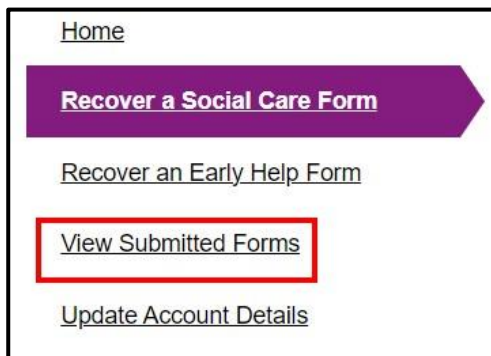 Home
Recover a Social Care Form
Recover an Early Help Form
View Submitted Forms
Update Account Details